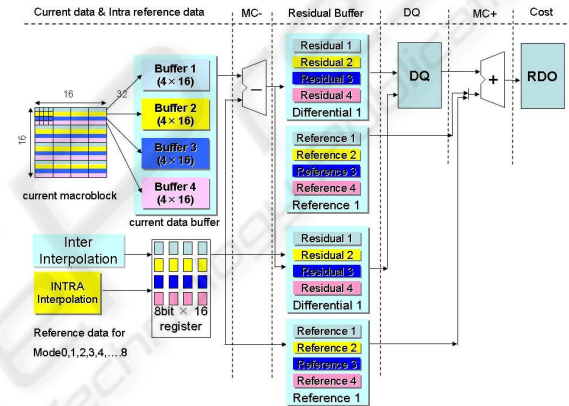 Current data & Intra reference data
MC-
Residual Buffer
DQ
MC+
Cost
16
32
16
current macroblock
Buffer 1
(4×16)
Buffer 2
(4×16)
Buffer 3
(4×16)
Buffer 4
(4×16)
current data buffer
−
Residual 1
Residual 2
Residual 3
Residual 4
Differential 1
Reference 1
Reference 2
Reference 3
Reference 4
Reference 1
DQ
+
RDO
Inter
Interpolation
INTRA
Interpolation
8bit × 16
register
Reference data for
Mode0,1,2,3,4,....8
Residual 1
Residual 2
Residual 3
Residual 4
Differential 1
Reference 1
Reference 2
Reference 3
Reference 4
Reference 1